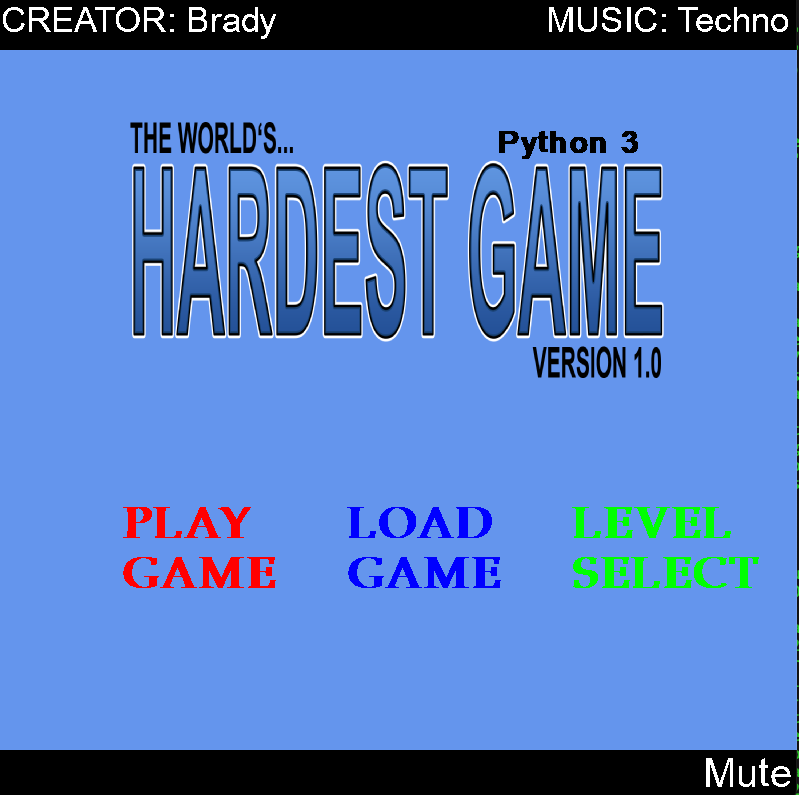 CREATOR: Brady
MUSIC: Techno
THE WORLD‘S...
Python 3
HARDEST GAME
VERSION 1.0
PLAY
GAME
LOAD
GAME
LEVEL
SELECT
Mute